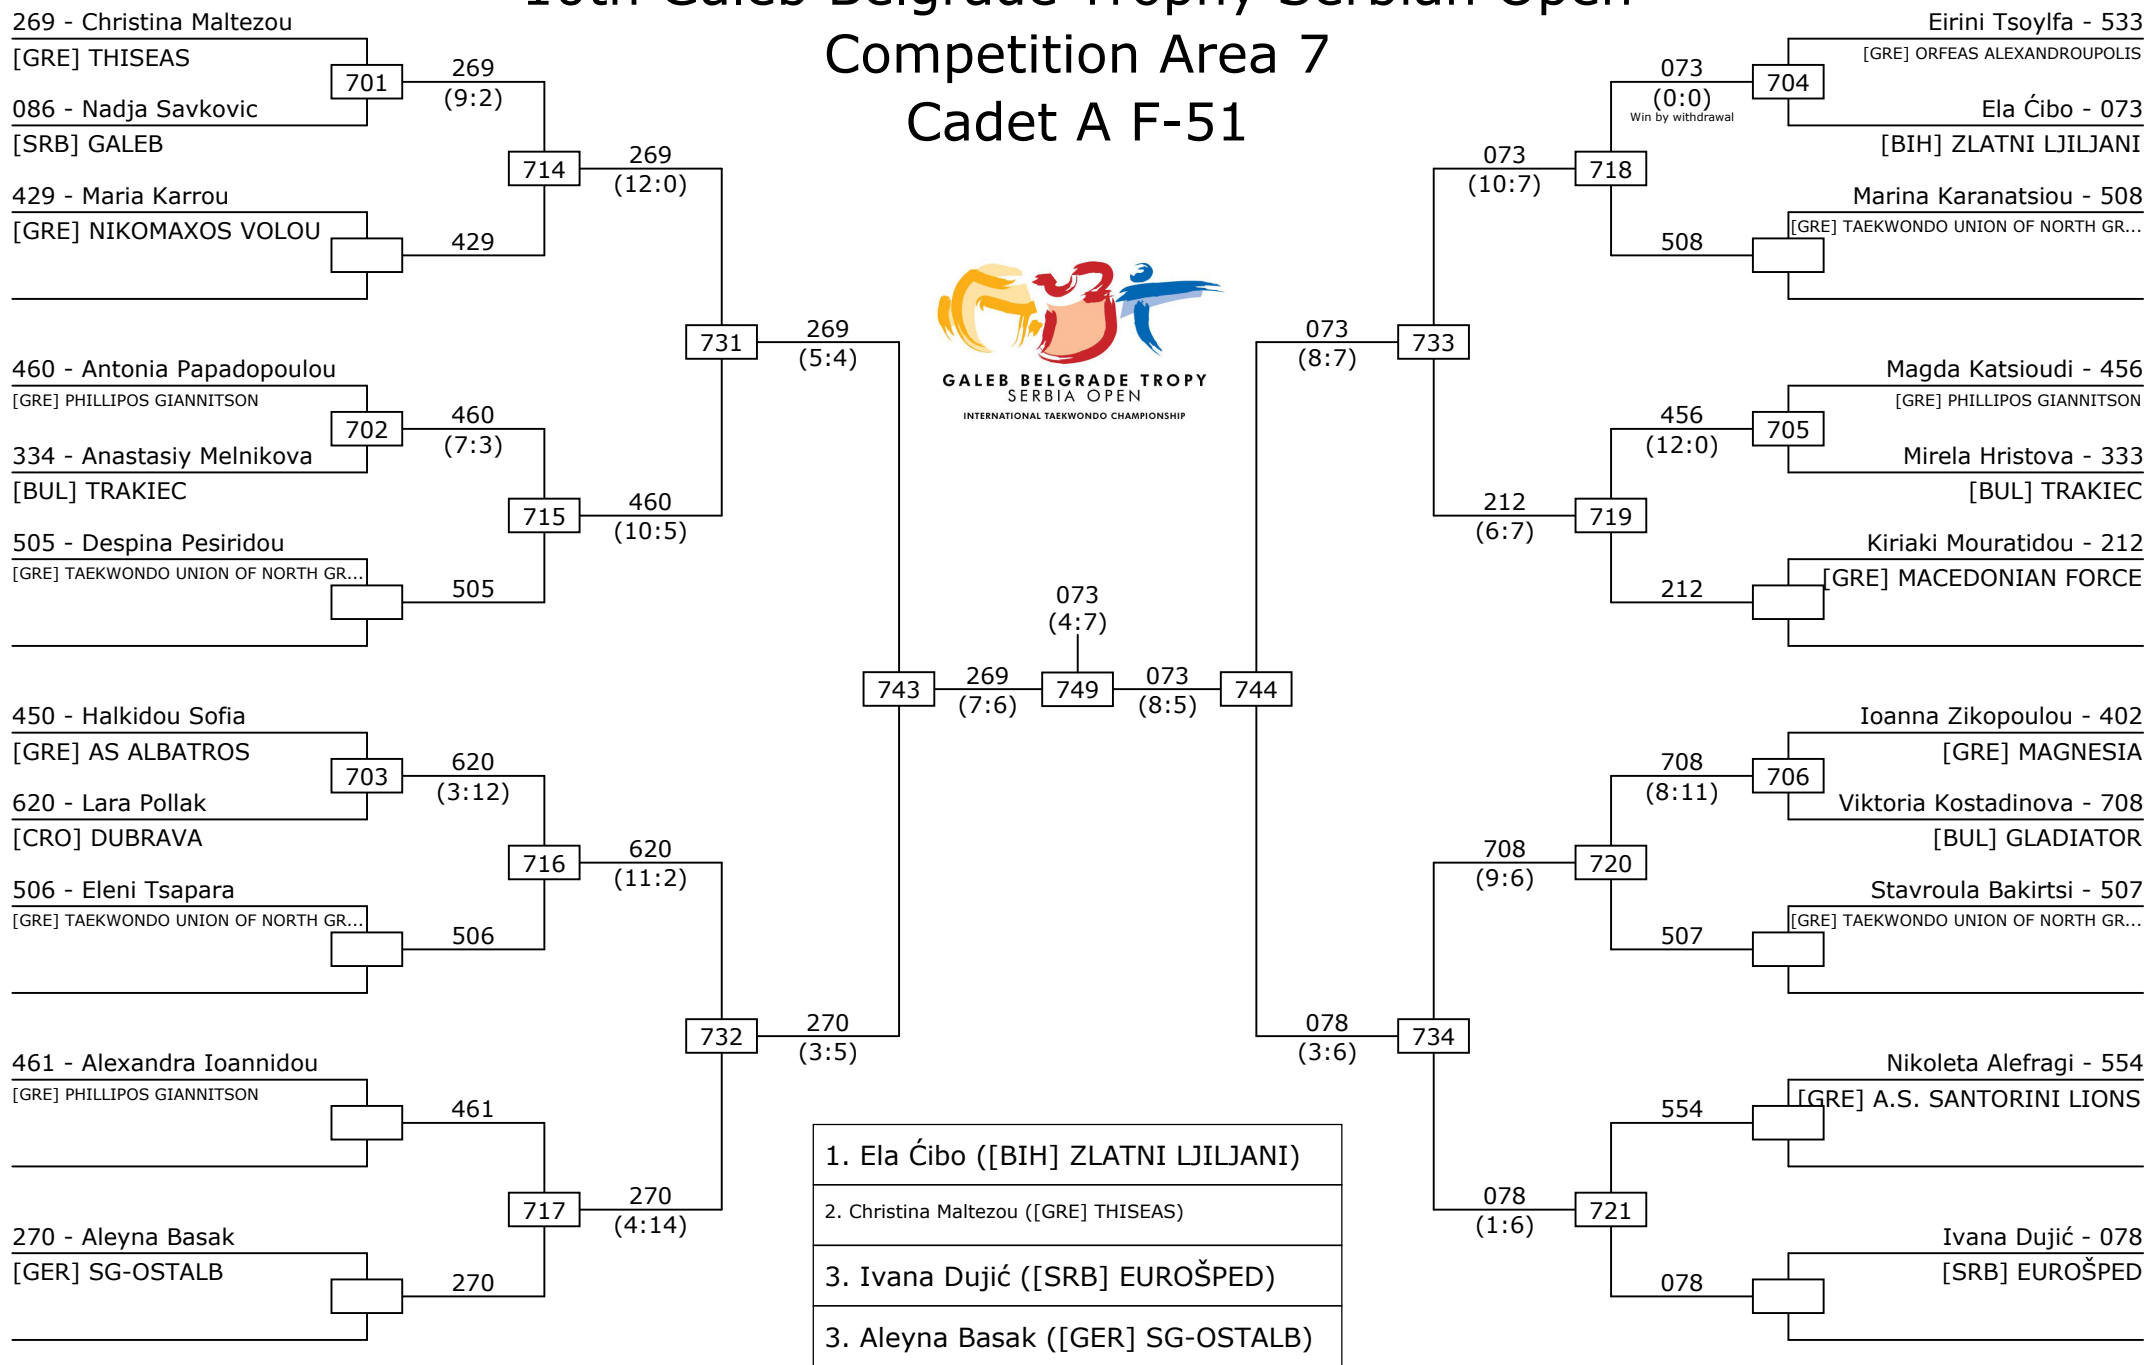 16th Galeb Belgrade Trophy Serbian Open
Competition Area 7
Cadet A F-51
269 - Christina Maltezou
[GRE] THISEAS
701
269
(9:2)
086 - Nadja Savkovic
[SRB] GALEB
714
269
(12:0)
429 - Maria Karrou
[GRE] NIKOMAXOS VOLOU
429
731
269
(5:4)
460 - Antonia Papadopoulou
[GRE] PHILLIPOS GIANNITSON
702
460
(7:3)
334 - Anastasiy Melnikova
[BUL] TRAKIEC
715
460
(10:5)
505 - Despina Pesiridou
[GRE] TAEKWONDO UNION OF NORTH GR...
505
743
269
(7:6)
450 - Halkidou Sofia
[GRE] AS ALBATROS
703
620
(3:12)
620 - Lara Pollak
[CRO] DUBRAVA
716
620
(11:2)
506 - Eleni Tsapara
[GRE] TAEKWONDO UNION OF NORTH GR...
506
732
270
(3:5)
461 - Alexandra Ioannidou
[GRE] PHILLIPOS GIANNITSON
461
717
270
(4:14)
270 - Aleyna Basak
[GER] SG-OSTALB
270
GALEB BELGRADE TROPY
SERBIA OPEN
INTERNATIONAL TAEKWONDO CHAMPIONSHIP
073
(4:7)
749
073
(8:5)
744
Eirini Tsoylfa - 533
[GRE] ORFEAS ALEXANDROUPOLIS
073
(0:0)
Win by withdrawal
704
Ela Ćibo - 073
[BIH] ZLATNI LJILJANI
073
(10:7)
718
Marina Karanatsiou - 508
[GRE] TAEKWONDO UNION OF NORTH GR...
508
073
(8:7)
733
Magda Katsioudi - 456
[GRE] PHILLIPOS GIANNITSON
456
(12:0)
705
Mirela Hristova - 333
[BUL] TRAKIEC
212
(6:7)
719
Kiriaki Mouratidou - 212
[GRE] MACEDONIAN FORCE
212
Ioanna Zikopoulou - 402
[GRE] MAGNESIA
708
(8:11)
706
Viktoria Kostadinova - 708
[BUL] GLADIATOR
708
(9:6)
720
Stavroula Bakirtsi - 507
[GRE] TAEKWONDO UNION OF NORTH GR...
507
078
(3:6)
734
Nikoleta Alefragi - 554
[GRE] A.S. SANTORINI LIONS
554
078
(1:6)
721
Ivana Dujić - 078
[SRB] EUROŠPED
078
1. Ela Ćibo ([BIH] ZLATNI LJILJANI)
2. Christina Maltezou ([GRE] THISEAS)
3. Ivana Dujić ([SRB] EUROŠPED)
3. Aleyna Basak ([GER] SG-OSTALB)